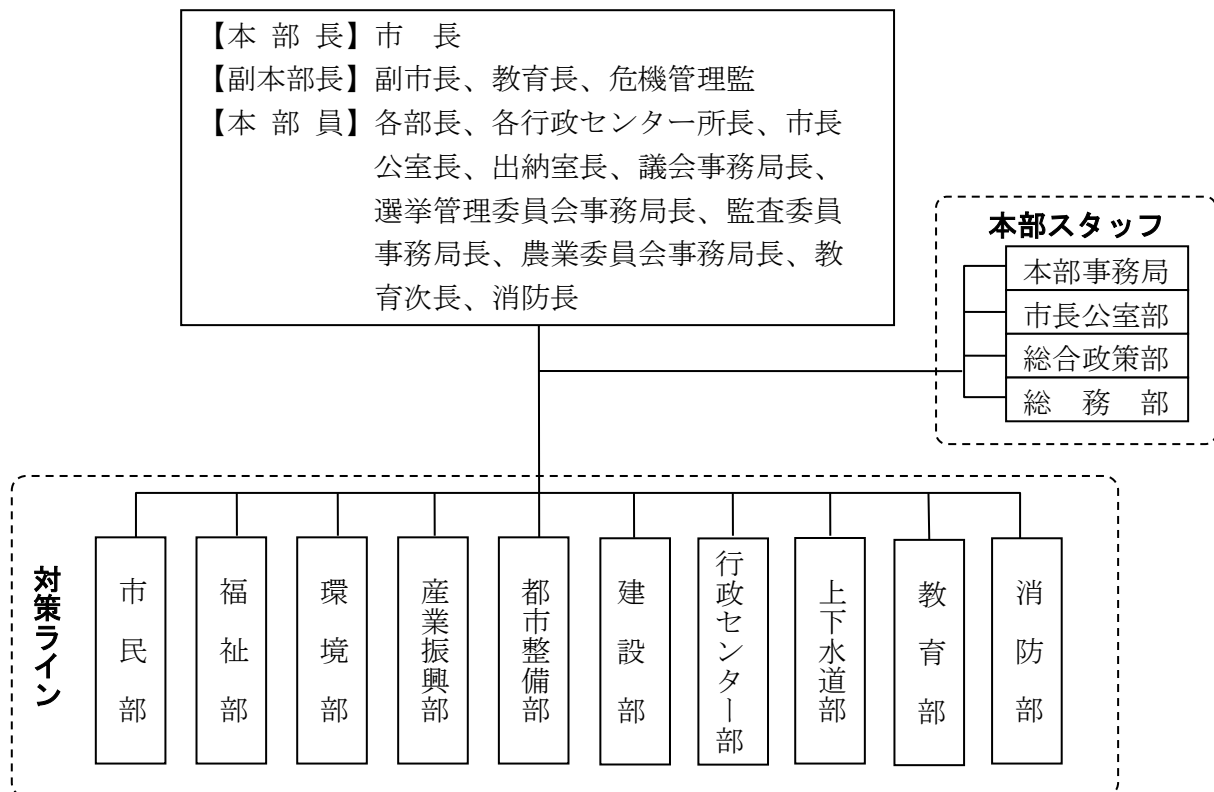 【本 部 長】市 長
【副本部長】副市長、教育長、危機管理監
【本 部 員】各部長、各行政センター所長、市長
公室長、出納室長、議会事務局長、
選挙管理委員会事務局長、監査委員
事務局長、農業委員会事務局長、教
育次長、消防長
本部スタッフ
本部事務局
市長公室部
総合政策部
総 務 部
対策ライン
市民部
福祉部
環境部
産業振興部
都市整備部
建設部
行政センター部
上下水道部
教育部
消防部